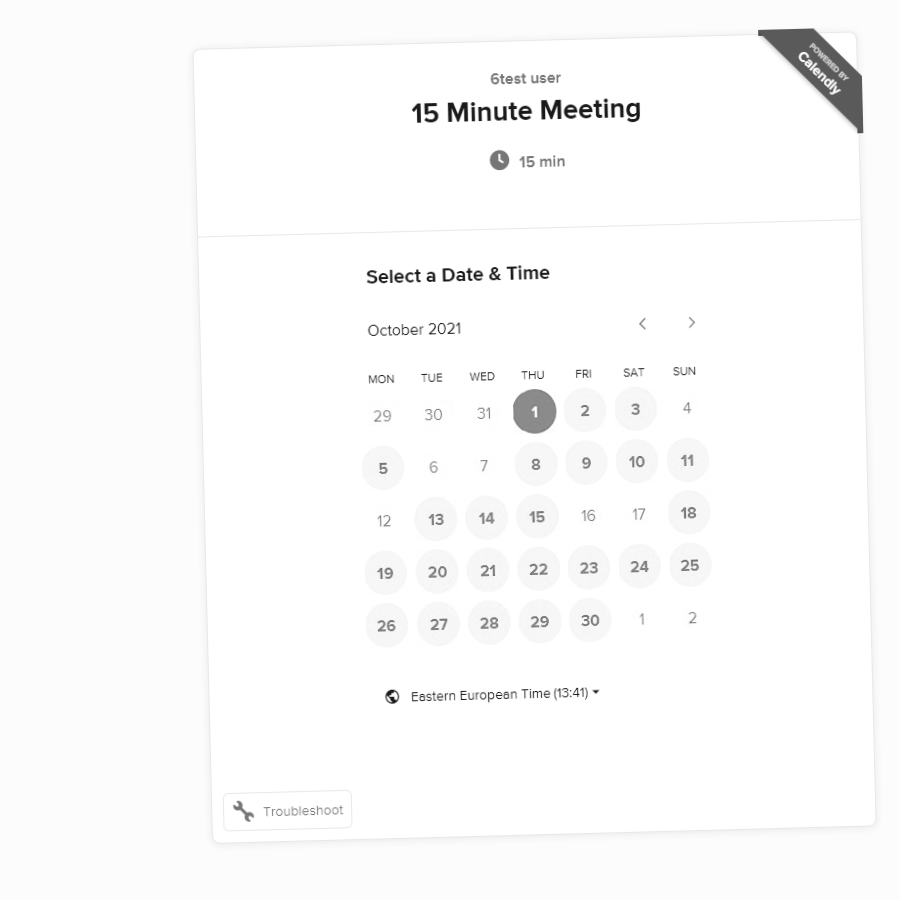 POWERED BY
Calendly
6test user
15 Minute Meeting
15 min
Select a Date & Time
October 2021
MON TUE WED THU FRI SAT SUN
29 30 31 1 2 3 4
5 6 7 8 9 10 11
12 13 14 15 16 17 18
19 20 21 22 23 24 25
26 27 28 29 30 1 2
Eastern European Time (13:41)
Troubleshoot